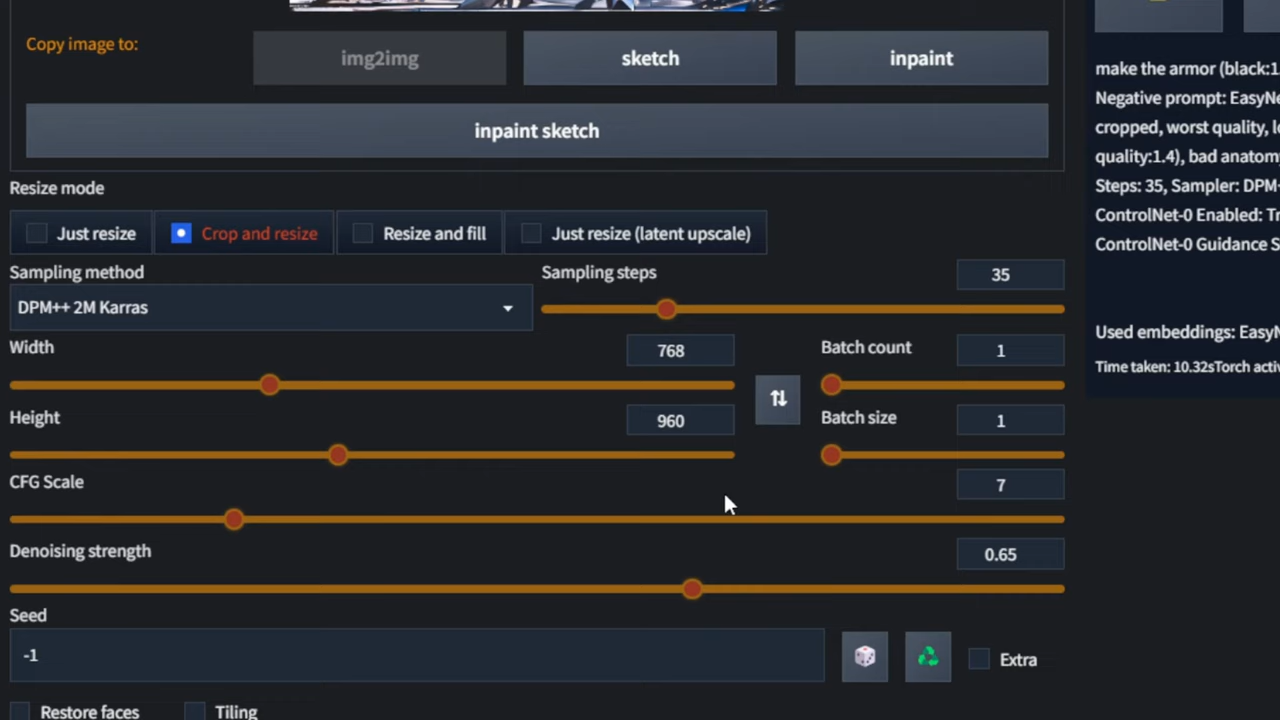 Copy image to:
img2img
sketch
inpaint
inpaint sketch
Resize mode
Just resize
Crop and resize
Resize and fill
Just resize (latent upscale)
Sampling method
DPM++ 2M Karras
Sampling steps
35
Width
768
Height
960
Batch count
1
Batch size
1
CFG Scale
7
Denoising strength
0.65
Seed
-1
Extra
Restore faces
Tiling
make the armor (black:1.
Negative prompt: EasyNe
cropped, worst quality, l
quality:1.4), bad anatom
Steps: 35, Sampler: DPM+
ControlNet-0 Enabled: Tr
ControlNet-0 Guidance S
Used embeddings: EasyN
Time taken: 10.32sTorch activ